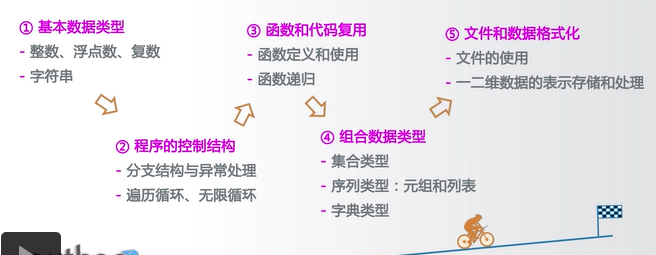 ① 基本数据类型
- 整数、浮点数、复数
- 字符串
② 程序的控制结构
- 分支结构与异常处理
- 遍历循环、无限循环
③ 函数和代码复用
- 函数定义和使用
- 函数递归
④ 组合数据类型
- 集合类型
- 序列类型：元组和列表
- 字典类型
⑤ 文件和数据格式化
- 文件的使用
- 一二维数据的表示存储和处理